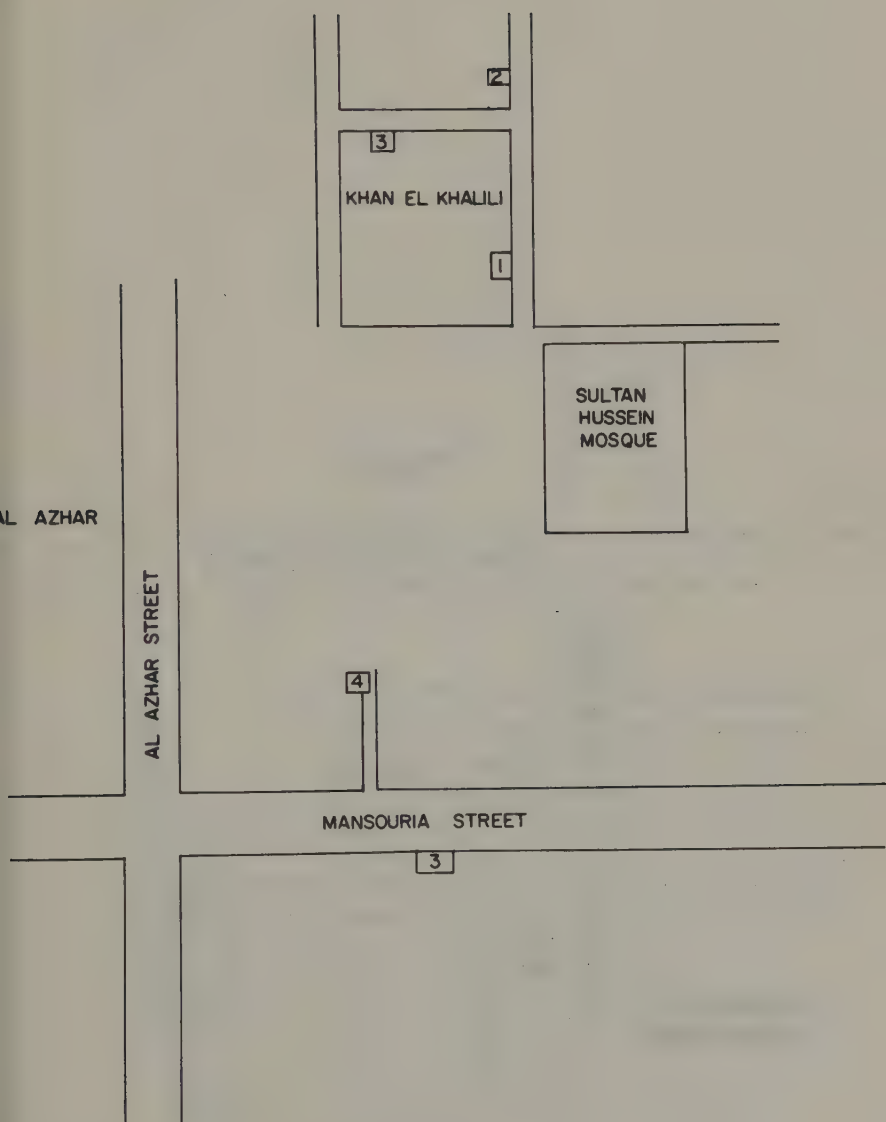 2
3
KHAN EL KHALILI
1
SULTAN
HUSSEIN
MOSQUE
AL AZHAR
AL AZHAR STREET
4
MANSOURIA STREET
3